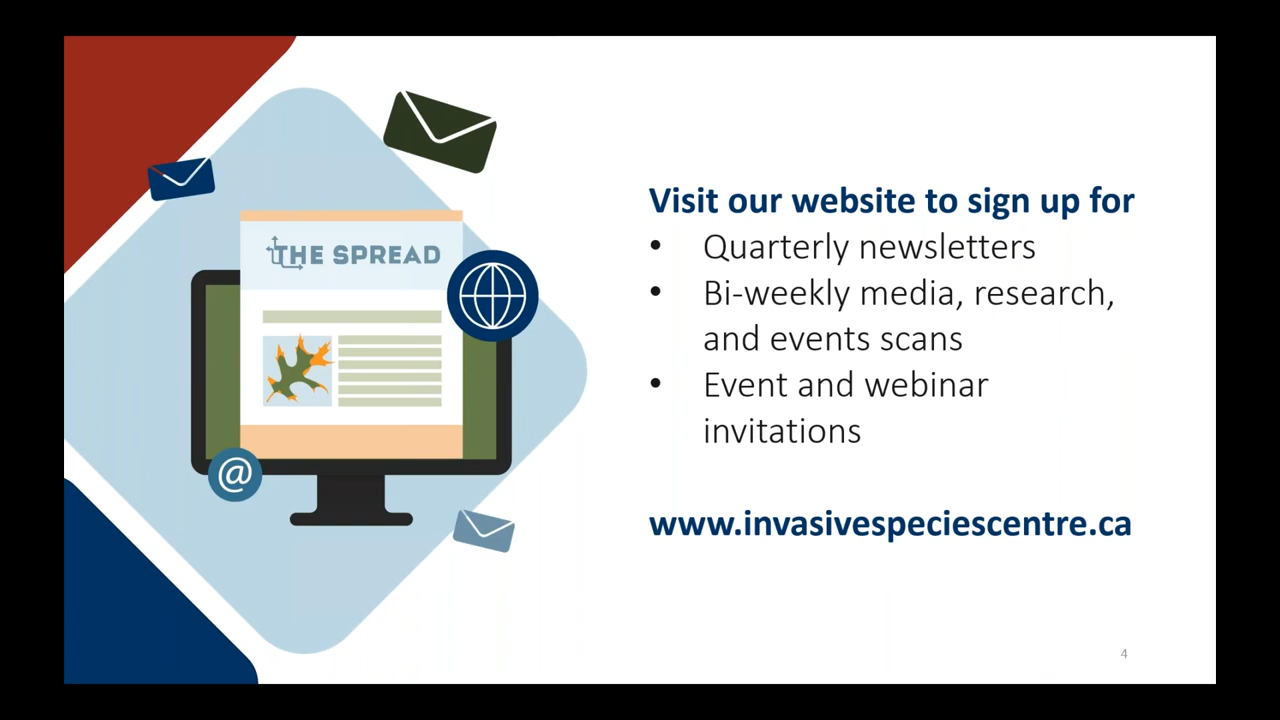 THE SPREAD
@
Visit our website to sign up for
• Quarterly newsletters
• Bi-weekly media, research,
and events scans
• Event and webinar
invitations
www.invasivespeciescentre.ca
4